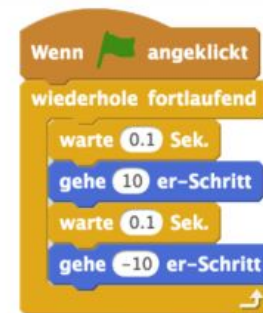 Wenn angeklickt
wiederhole fortlaufend
warte 0.1 Sek.
gehe 10 er-Schritt
warte 0.1 Sek.
gehe -10 er-Schritt